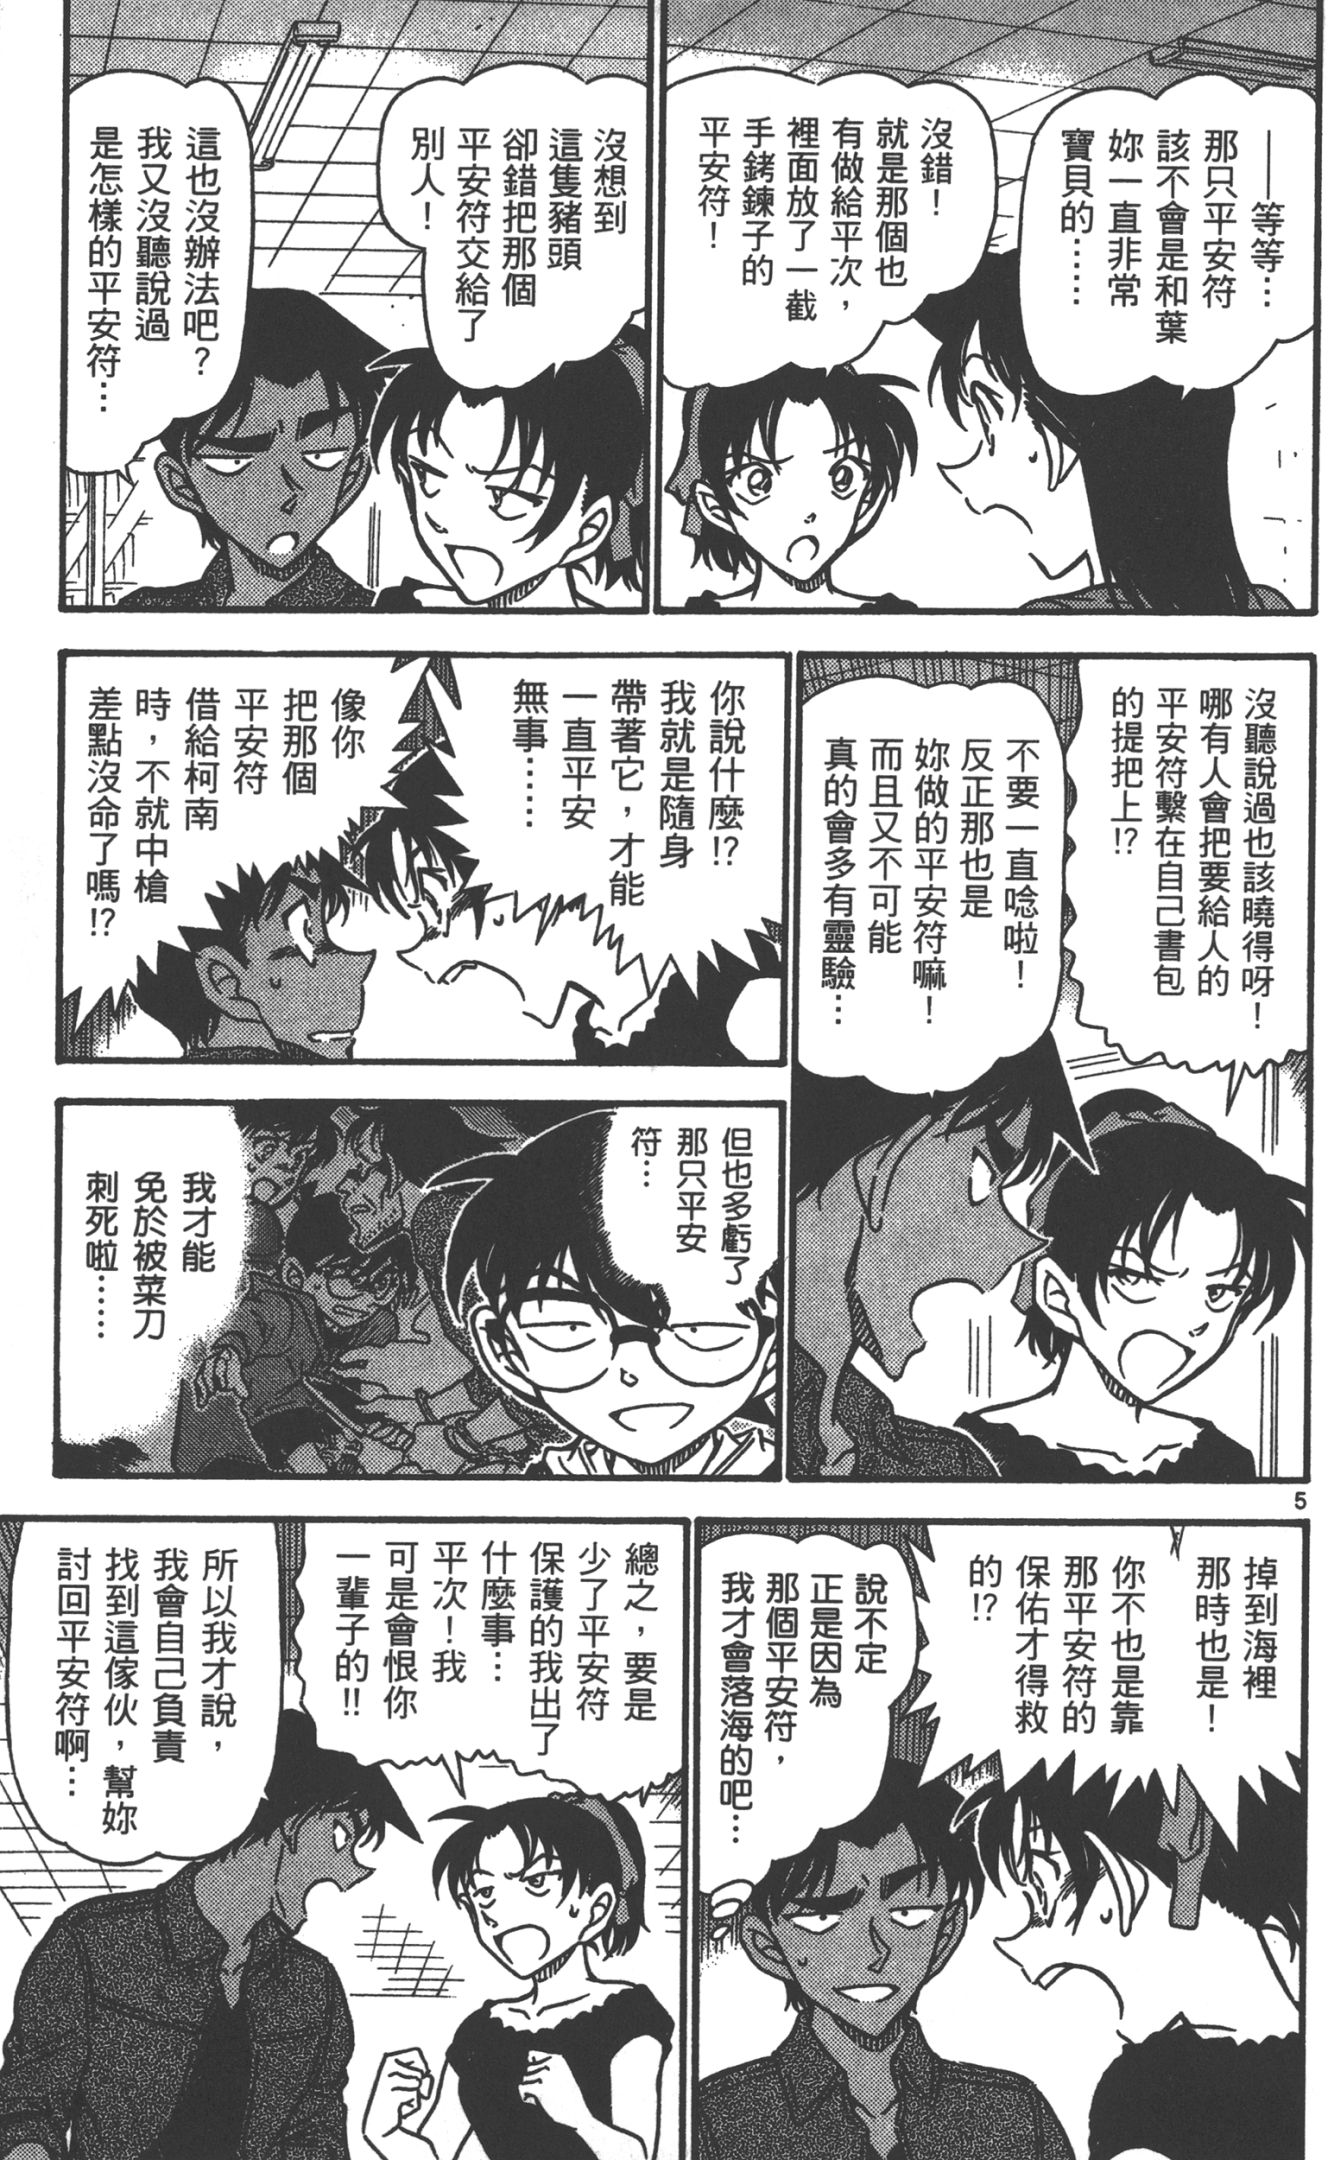 ——等等…
那只平安符
該不會是和葉
妳一直非常
寶貝的……
沒錯！
就是那個也
有做給平次，
裡面放了一截
手銬鍊子的
平安符！
沒想到
這隻豬頭
卻錯把那個
平安符交給了
別人！
這也沒辦法吧？
我又沒聽說過
是怎樣的平安符…
沒聽說過也該曉得呀！
哪有人會把要給人的
平安符繫在自己書包
的提把上!?
不要一直唸啦！
反正那也是
妳做的平安符嘛！
而且又不可能
真的會多有靈驗…
你說什麼!?
我就是隨身
帶著它，才能
一直平安
無事……
像你
把那個
平安符
借給柯南
時，不就中槍
差點沒命了嗎!?
但也多虧了
那只平安
符…
我才能
免於被菜刀
刺死啦……
5
掉到海裡
那時也是！
你不也是靠
那平安符的
保佑才得救
的!?
說不定
正是因為
那個平安符，
我才會落海的吧…
總之，要是
少了平安符
保護的我出了
什麼事…
平次！我
可是會恨你
一輩子的!!
所以我才說，
我會自己負責
找到這傢伙，幫妳
討回平安符啊…